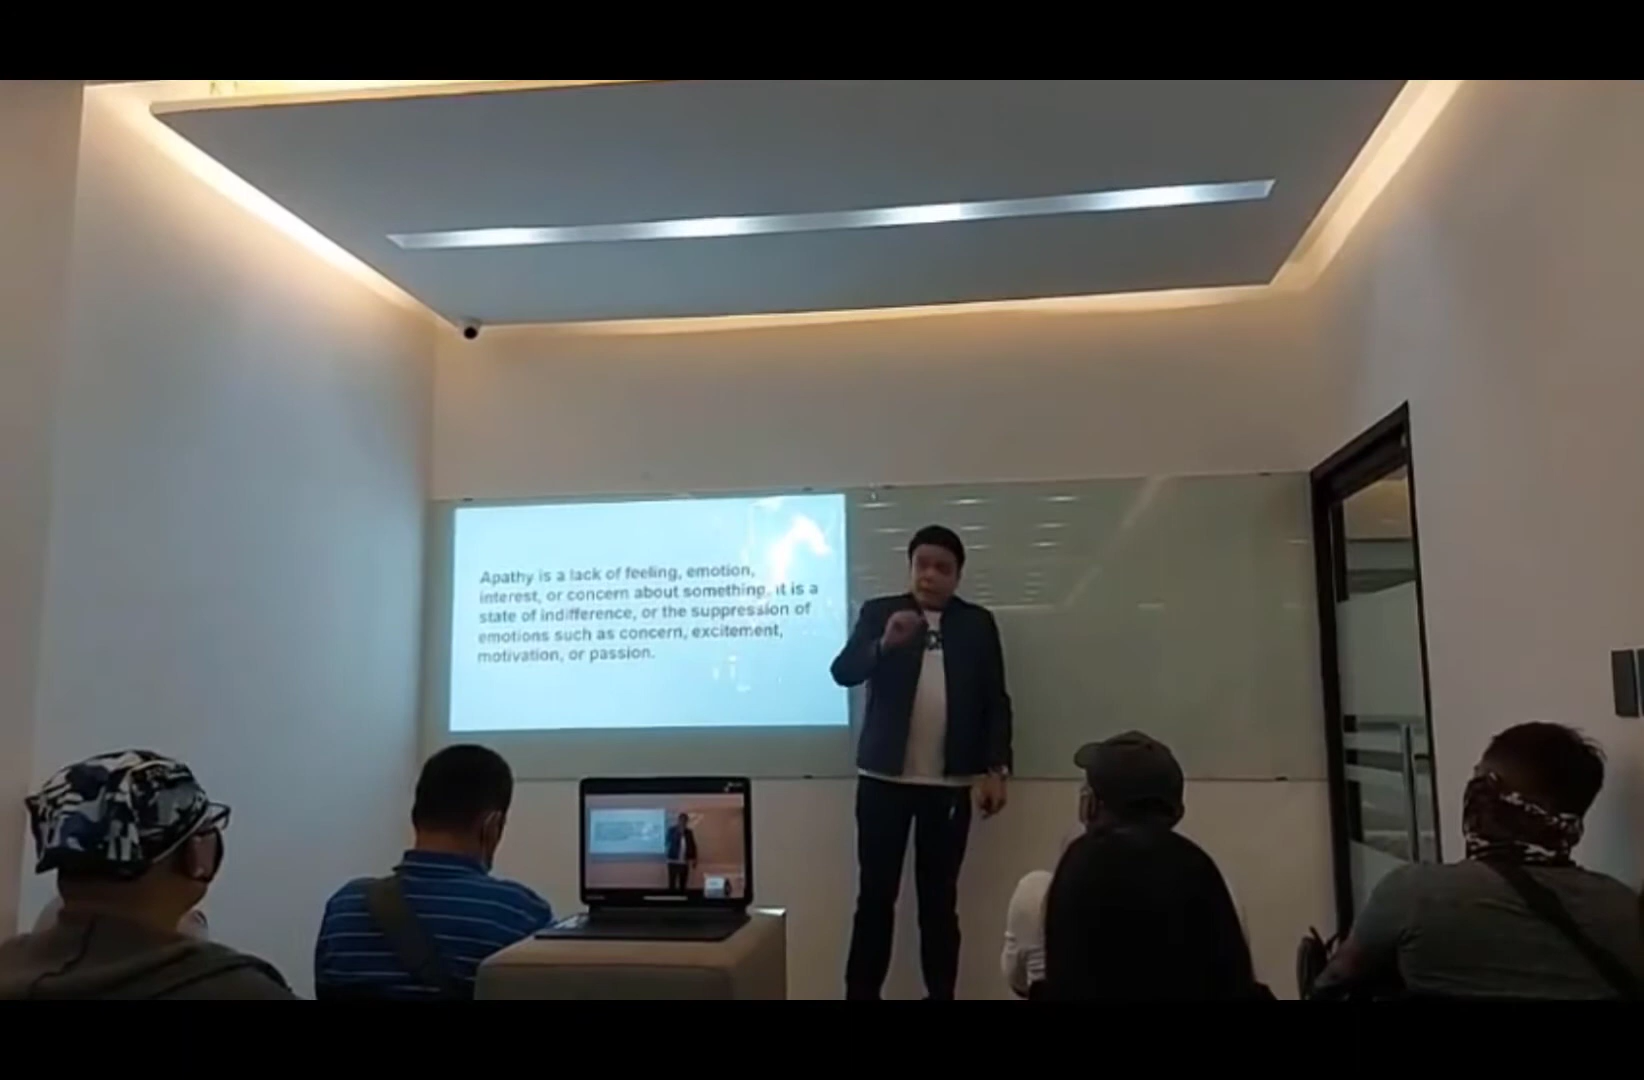 Apathy is a lack of feeling, emotion,
interest, or concern about something. It is a
state of indifference, or the suppression of
emotions such as concern, excitement,
motivation, or passion.